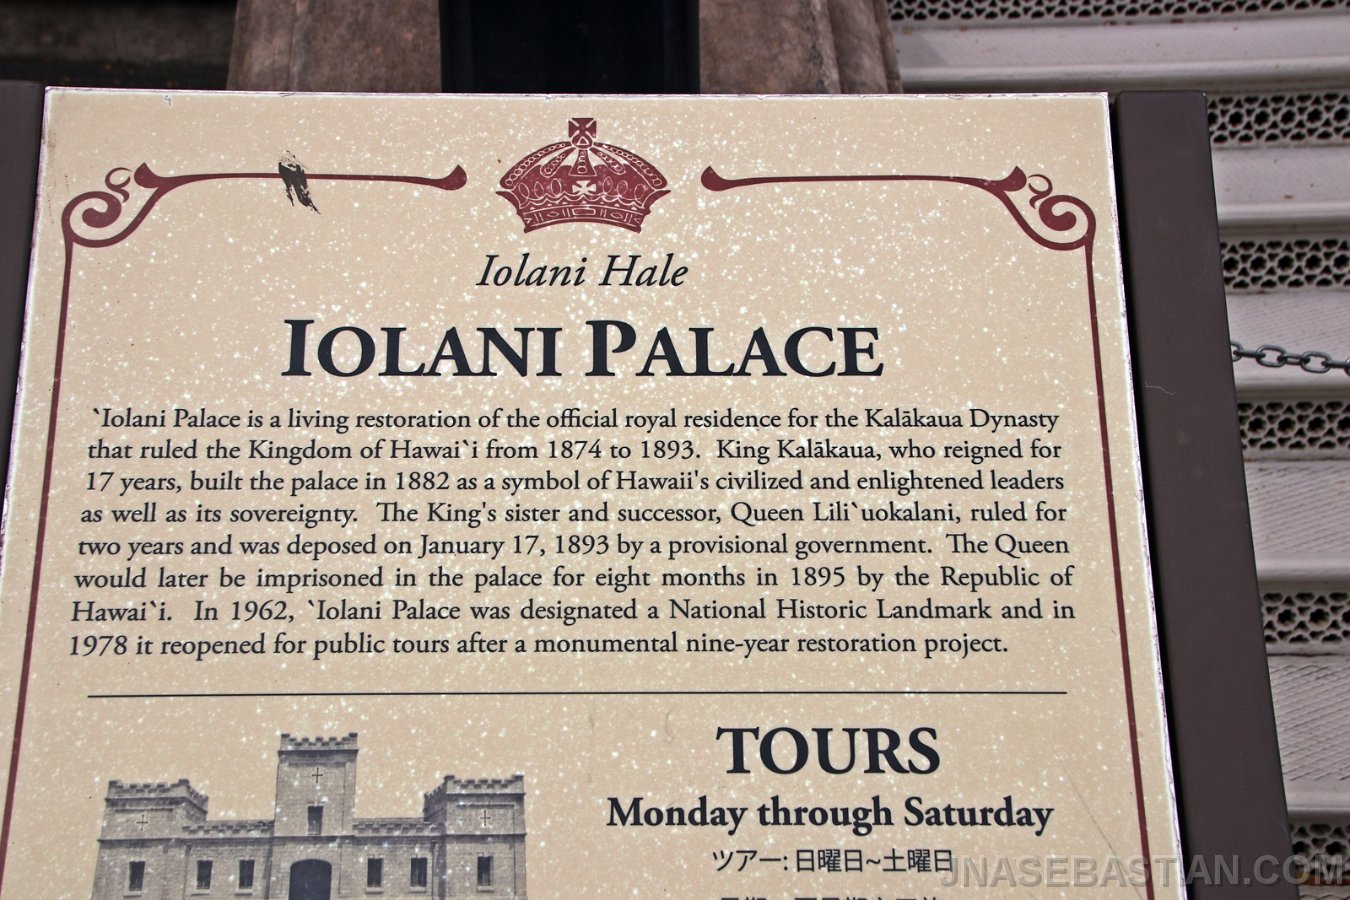 Iolani Hale
IOLANI PALACE
`Iolani Palace is a living restoration of the official royal residence for the Kalākaua Dynasty
that ruled the Kingdom of Hawai`i from 1874 to 1893.  King Kalākaua, who reigned for
17 years, built the palace in 1882 as a symbol of Hawaii's civilized and enlightened leaders
as well as its sovereignty.  The King's sister and successor, Queen Lili`uokalani, ruled for
two years and was deposed on January 17, 1893 by a provisional government.  The Queen
would later be imprisoned in the palace for eight months in 1895 by the Republic of
Hawai`i.  In 1962, `Iolani Palace was designated a National Historic Landmark and in
1978 it reopened for public tours after a monumental nine-year restoration project.
TOURS
Monday through Saturday
ツアー: 日曜日~土曜日
JNASEBASTIAN.COM